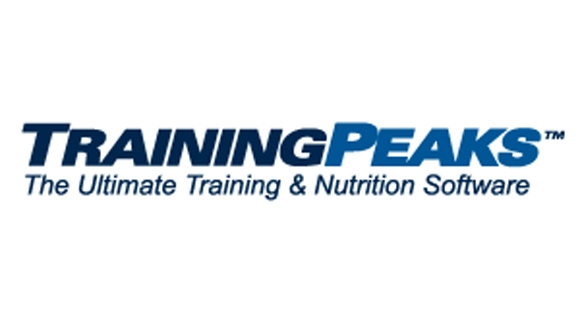 TRAININGPEAKS™
The Ultimate Training & Nutrition Software